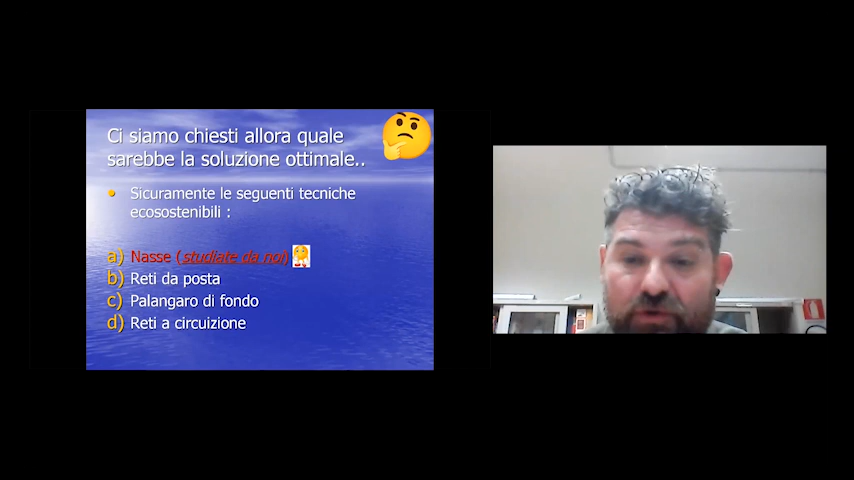 Ci siamo chiesti allora quale
sarebbe la soluzione ottimale..
• Sicuramente le seguenti tecniche
ecosostenibili :
a) Nasse (studiate da noi)
b) Reti da posta
c) Palangaro di fondo
d) Reti a circuizione